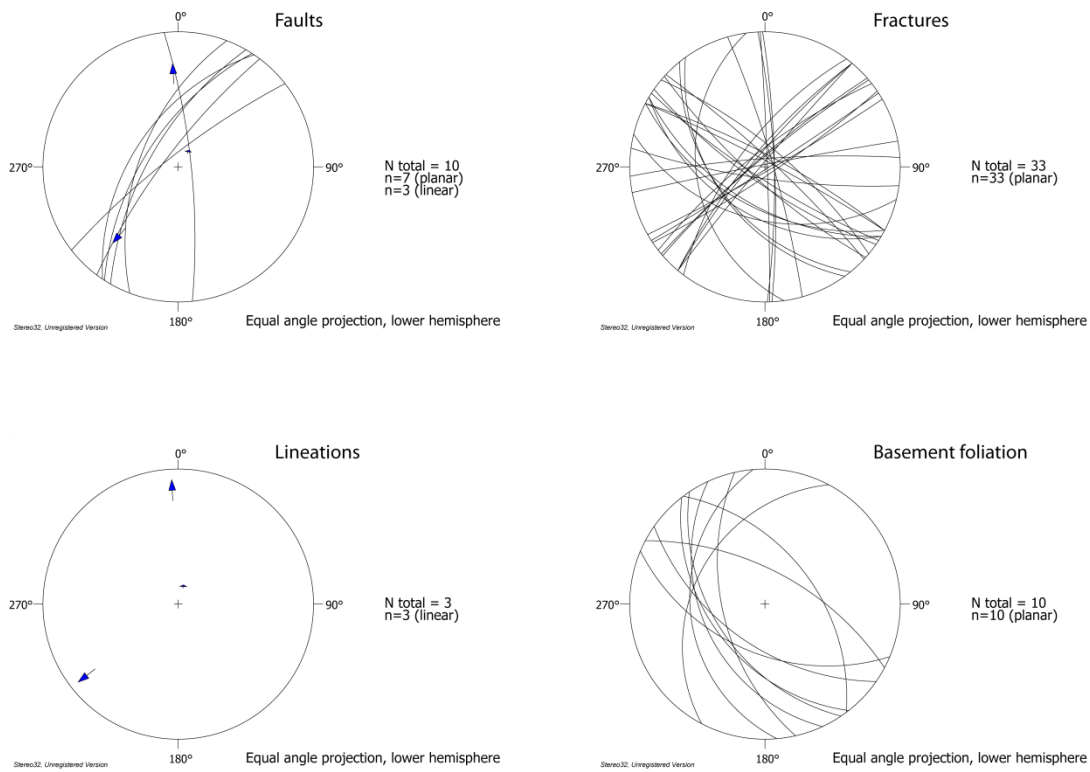 Faults
0°
270°
90°
N total = 10
n=7 (planar)
n=3 (linear)
180°
Stereo32, Unregistered Version
Equal angle projection, lower hemisphere
Fractures
0°
270°
90°
N total = 33
n=33 (planar)
180°
Stereo32, Unregistered Version
Equal angle projection, lower hemisphere
Lineations
0°
270°
90°
N total = 3
n=3 (linear)
180°
Stereo32, Unregistered Version
Equal angle projection, lower hemisphere
Basement foliation
0°
270°
90°
N total = 10
n=10 (planar)
180°
Stereo32, Unregistered Version
Equal angle projection, lower hemisphere